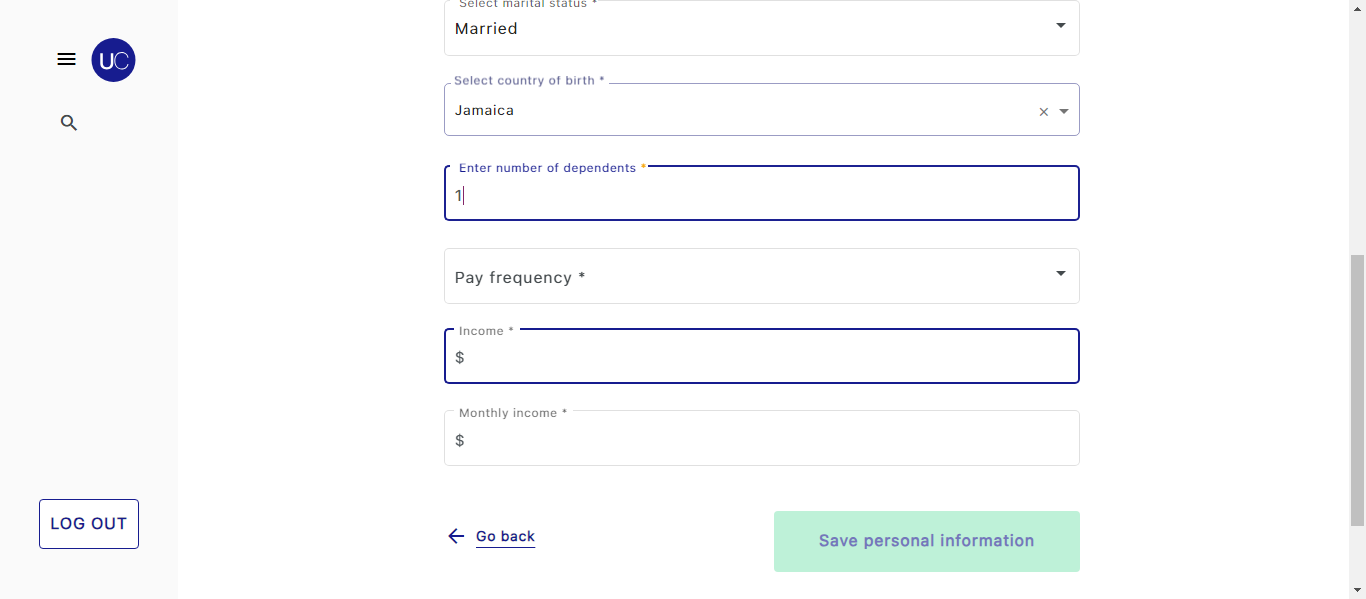 Select marital status *
Married
UC
Select country of birth *
Jamaica
Enter number of dependents *
1
Pay frequency *
Income *
$
Monthly income *
$
LOG OUT
Go back
Save personal information